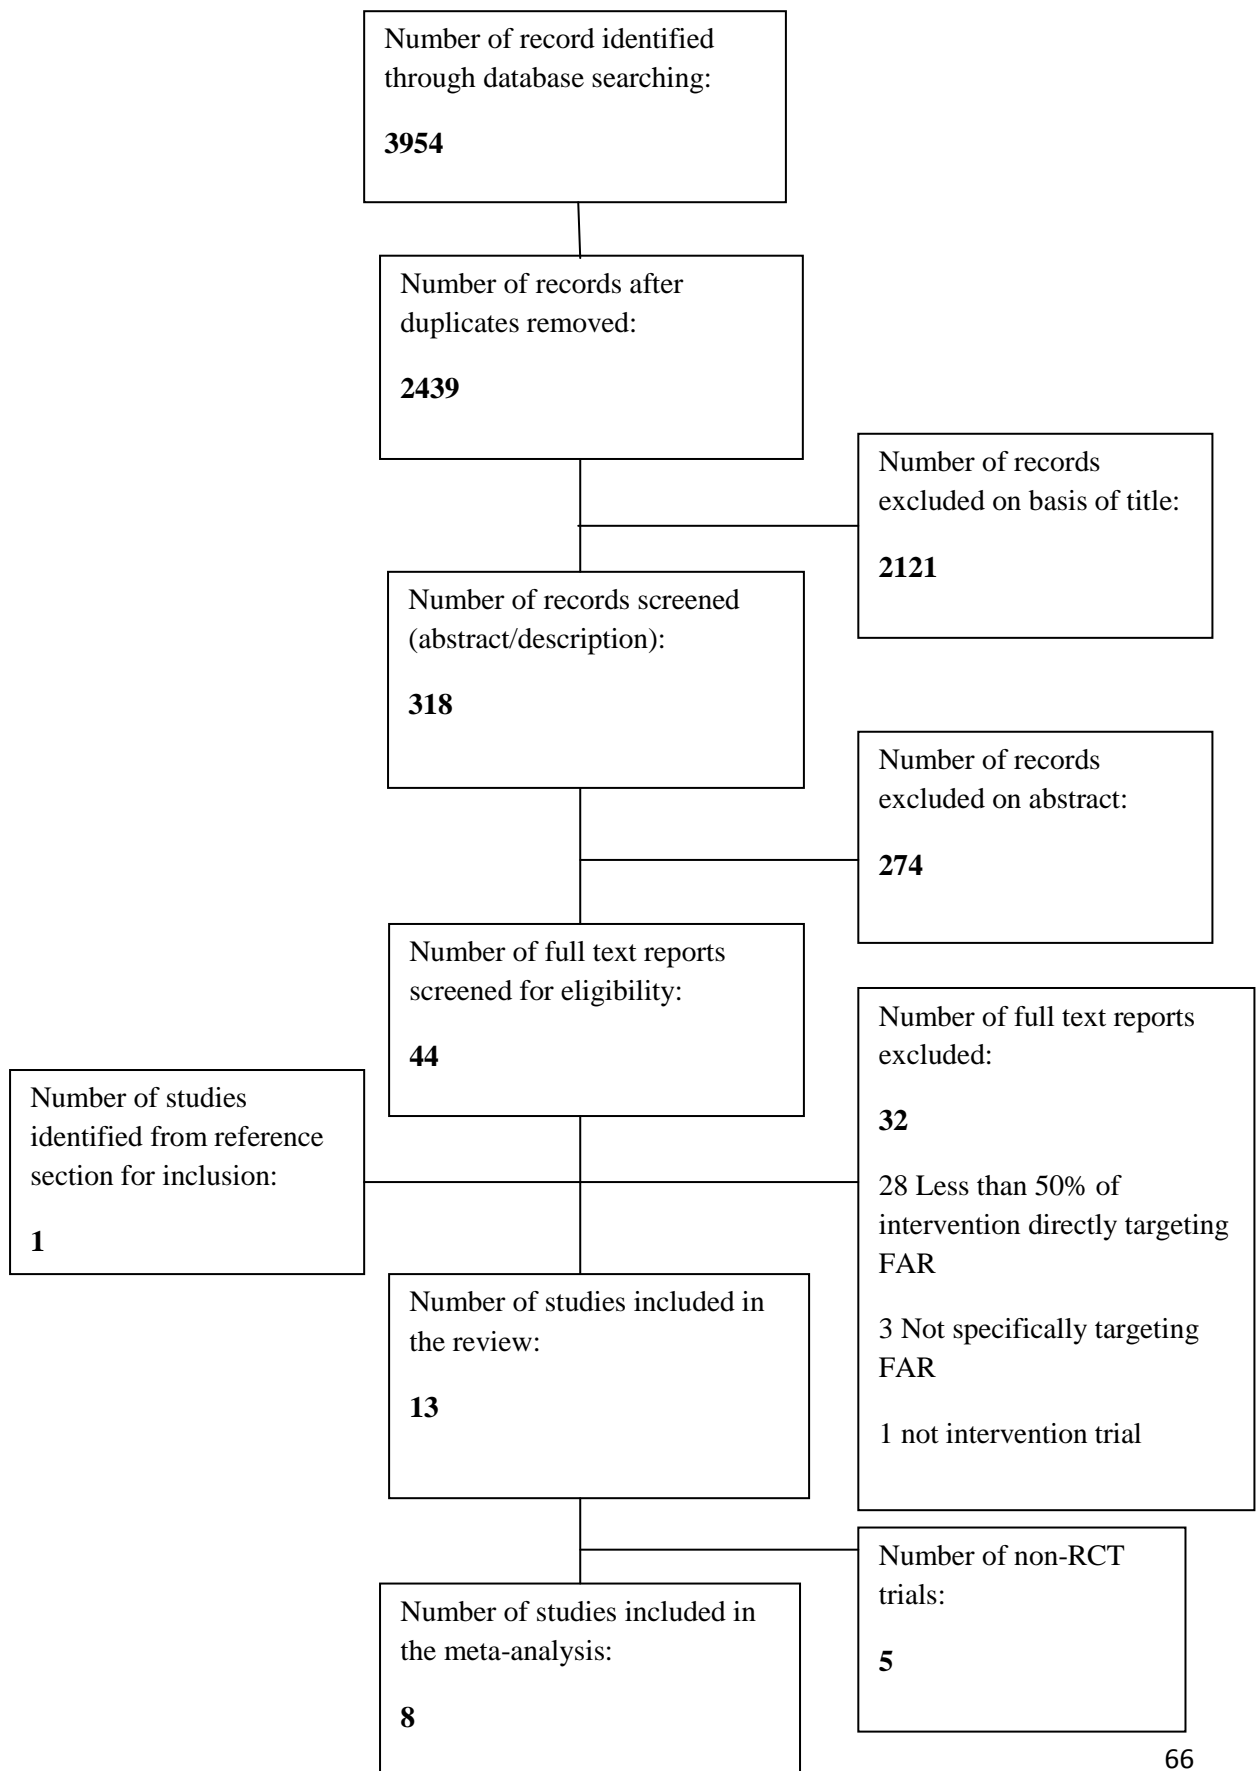 Number of record identified
through database searching:
3954
Number of records after
duplicates removed:
2439
Number of records
excluded on basis of title:
2121
Number of records screened
(abstract/description):
318
Number of records
excluded on abstract:
274
Number of full text reports
screened for eligibility:
44
Number of full text reports
excluded:
32
28 Less than 50% of
intervention directly targeting
FAR
3 Not specifically targeting
FAR
1 not intervention trial
Number of studies
identified from reference
section for inclusion:
1
Number of studies included in
the review:
13
Number of non-RCT
trials:
5
Number of studies included in
the meta-analysis:
8
66